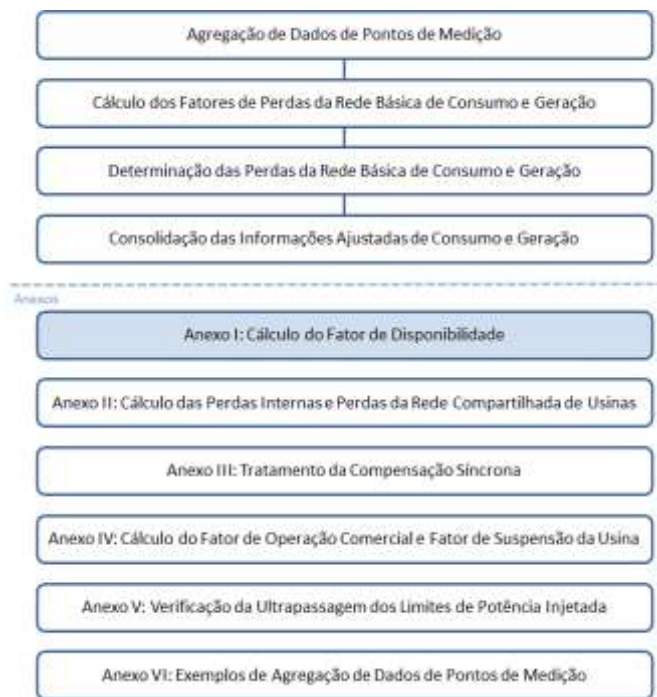 Agregação de Dados de Pontos de Medição
Cálculo dos Fatores de Perdas da Rede Básica de Consumo e Geração
Determinação das Perdas da Rede Básica de Consumo e Geração
Consolidação das Informações Ajustadas de Consumo e Geração
Anexos
Anexo I: Cálculo do Fator de Disponibilidade
Anexo II: Cálculo das Perdas Internas e Perdas da Rede Compartilhada de Usinas
Anexo III: Tratamento da Compensação Síncrona
Anexo IV: Cálculo do Fator de Operação Comercial e Fator de Suspensão da Usina
Anexo V: Verificação da Ultrapassagem dos Limites de Potência Injetada
Anexo VI: Exemplos de Agregação de Dados de Pontos de Medição